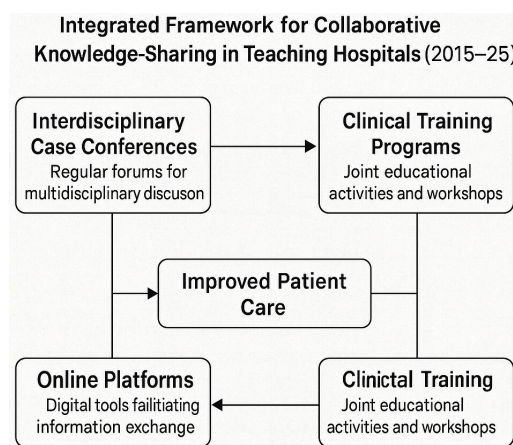 Integrated Framework for Collaborative
Knowledge-Sharing in Teaching Hospitals (2015–25)
Interdisciplinary
Case Conferences
Regular forums for
multidisciplinary discuson
Clinical Training
Programs
Joint educational
activities and workshops
Improved Patient
Care
Online Platforms
Digital tools failitiating
information exchange
Clinictal Training
Joint educational
activities and workshops